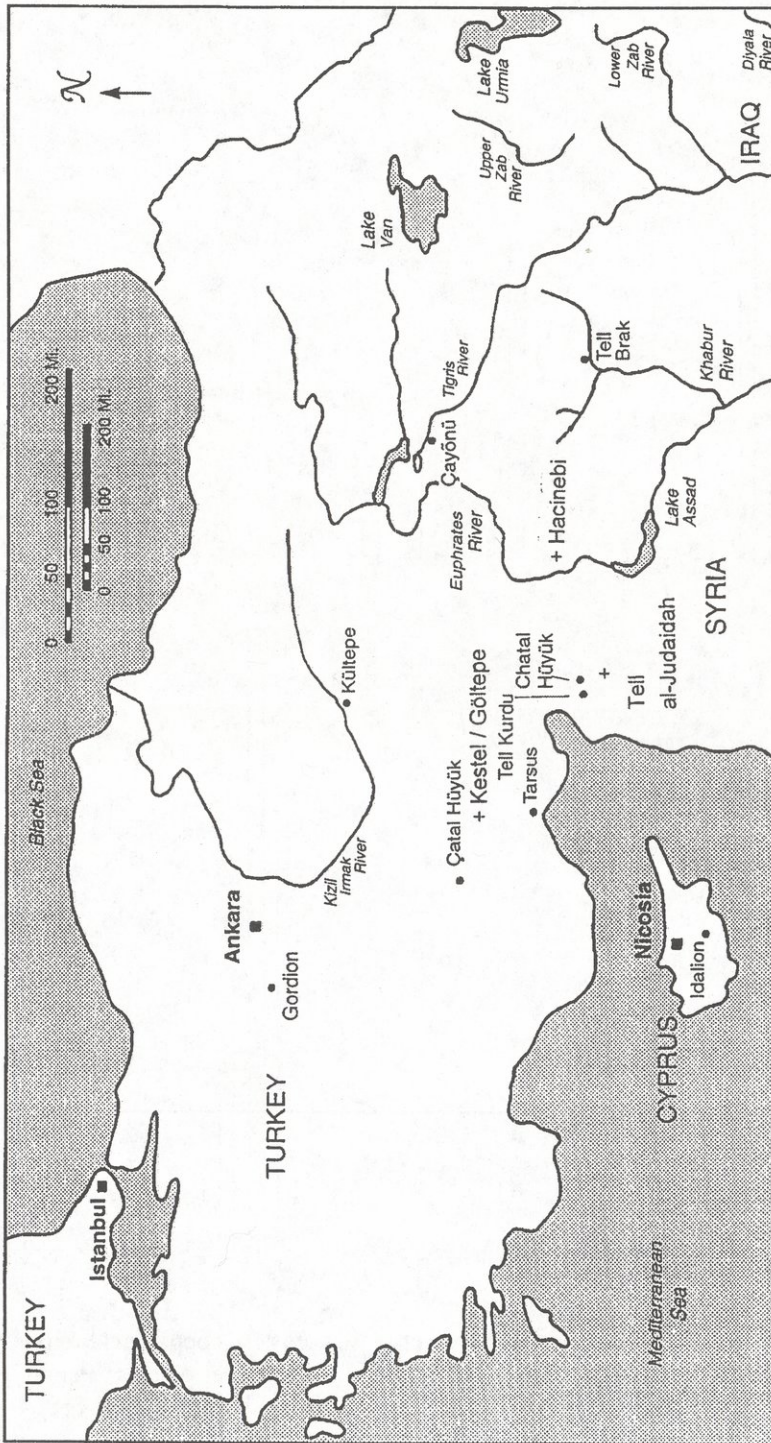 TURKEY
Istanbul
Black Sea
0 50 100 200 MI.
0 50 100 200 MI.
N
Ankara
Gordion
Kizil
Irmak
River
Kültepe
TURKEY
Lake
Van
Lake
Urmia
Upper
Zab
River
Lower
Zab
River
Diyala
River
Tigris
River
Çayönü
Euphrates
River
Çatal Hüyük
+ Kestel / Göltepe
Tell Kurdu
Chatal
Hüyük
Tarsus
+ Hacinebi
Tell
Brak
Khabur
River
IRAQ
+
Tell
al-Judaidah
Lake
Assad
SYRIA
Nicosia
Idalion
CYPRUS
Mediterranean
Sea